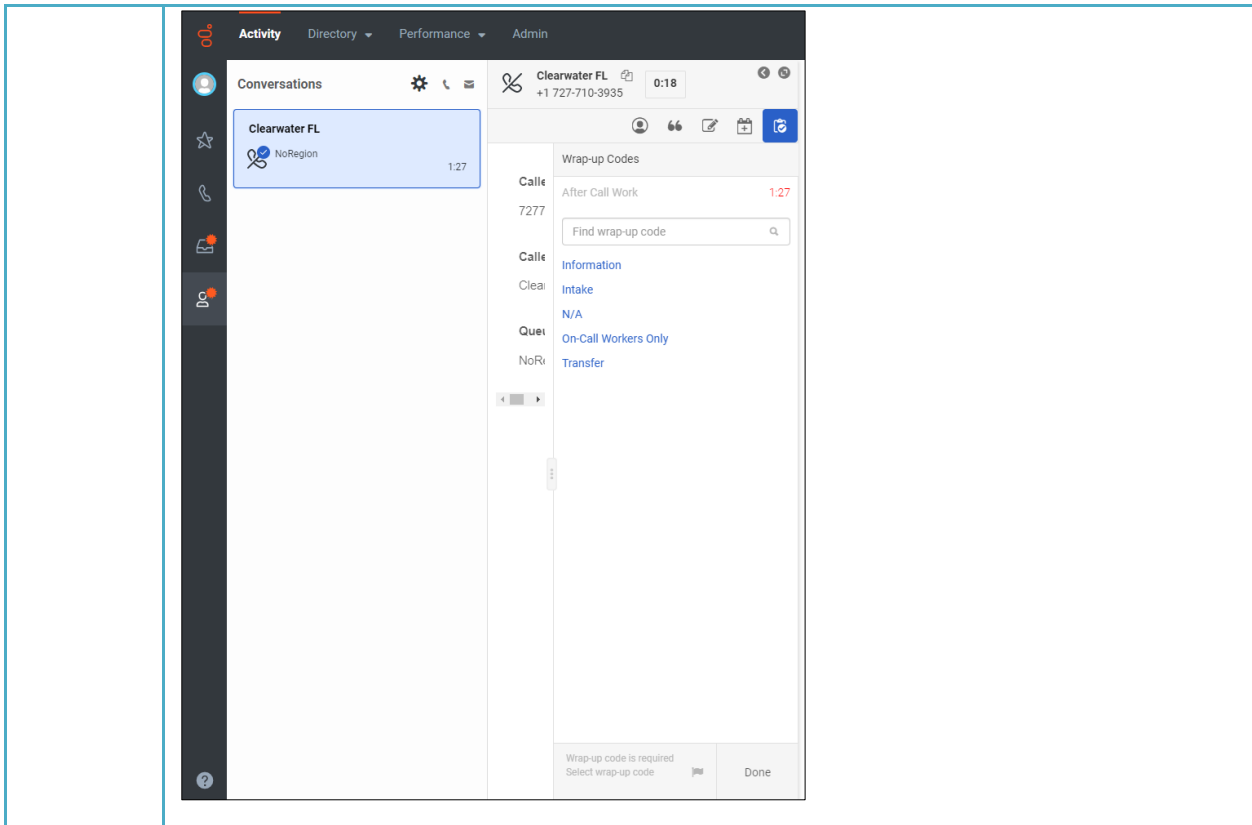 Activity Directory Performance Admin
Conversations
Clearwater FL
NoRegion
1:27
Clearwater FL
+1 727-710-3935
0:18
Calle
7277
Calle
Clear
Queu
NoRe
Wrap-up Codes
After Call Work 1:27
Find wrap-up code
Information
Intake
N/A
On-Call Workers Only
Transfer
Wrap-up code is required
Select wrap-up code
Done